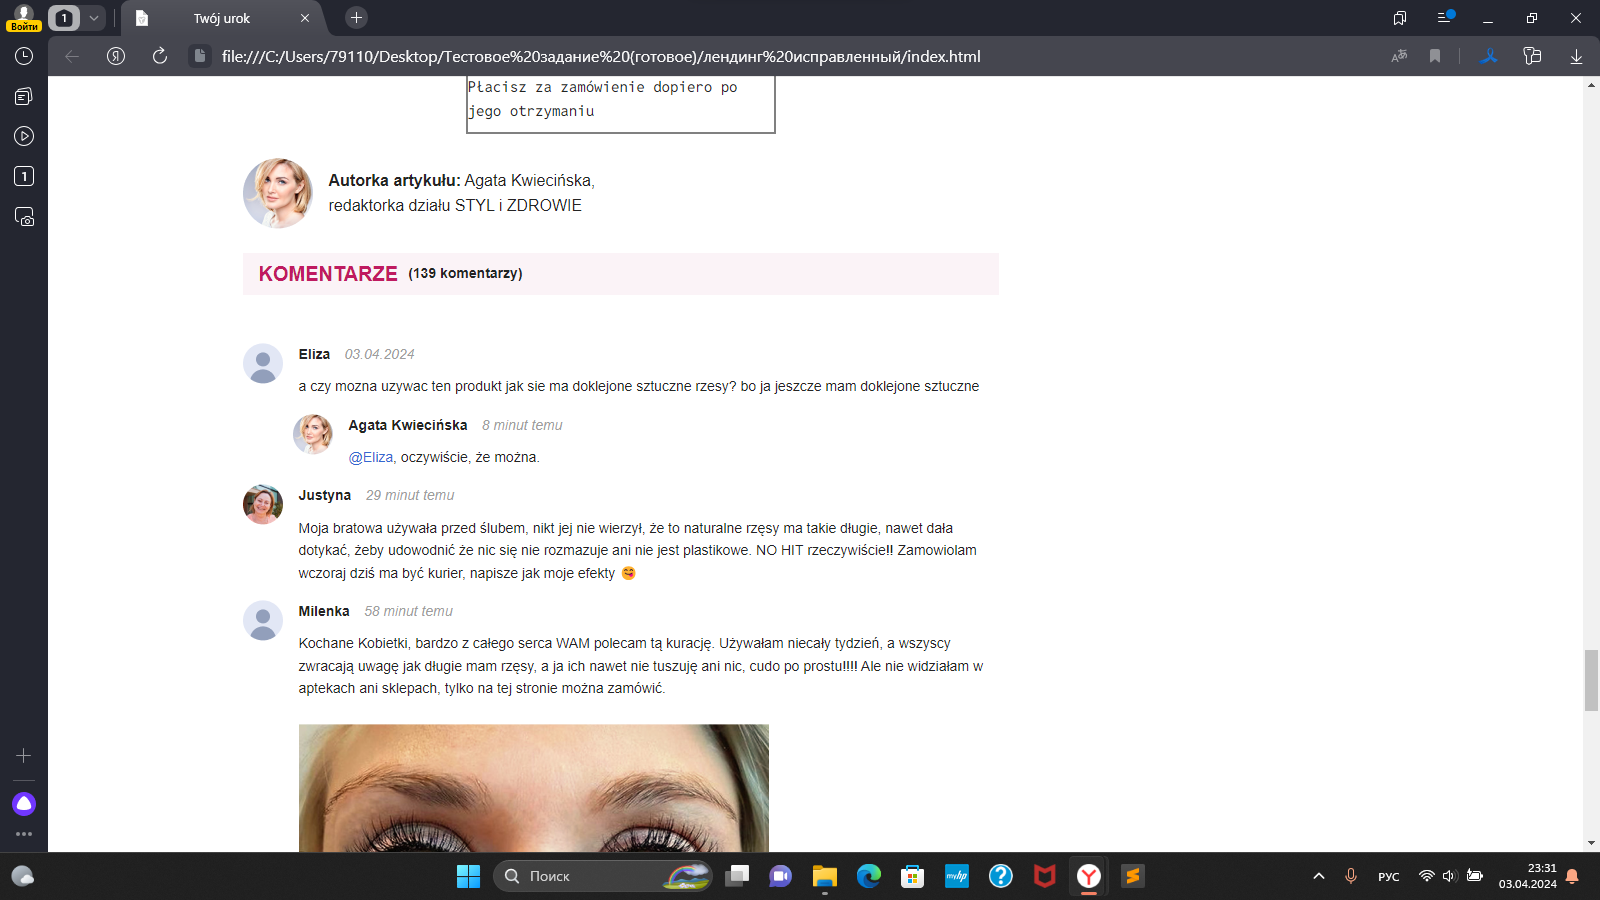 Twój urok
1
Войти
file:///C:/Users/79110/Desktop/Тестовое%20задание%20(готовое)/лендинг%20исправленный/index.html
1
Płacisz za zamówienie dopiero po
jego otrzymaniu
Autorka artykułu: Agata Kwiecińska,
redaktorka działu STYL i ZDROWIE
KOMENTARZE (139 komentarzy)
Eliza 03.04.2024
a czy mozna uzywac ten produkt jak sie ma doklejone sztuczne rzesy? bo ja jeszcze mam doklejone sztuczne
Agata Kwiecińska 8 minut temu
@Eliza, oczywiście, że można.
Justyna 29 minut temu
Moja bratowa używała przed ślubem, nikt jej nie wierzył, że to naturalne rzęsy ma takie długie, nawet dała
dotykać, żeby udowodnić że nic się nie rozmazuje ani nie jest plastikowe. NO HIT rzeczywiście!! Zamowiolam
wczoraj dziś ma być kurier, napisze jak moje efekty 😋
Milenka 58 minut temu
Kochane Kobietki, bardzo z całego serca WAM polecam tą kurację. Używałam niecały tydzień, a wszyscy
zwracają uwagę jak długie mam rzęsy, a ja ich nawet nie tuszuję ani nic, cudo po prostu!!!! Ale nie widziałam w
aptekach ani sklepach, tylko na tej stronie można zamówić.
Поиск
myhp
РУС
23:31
03.04.2024